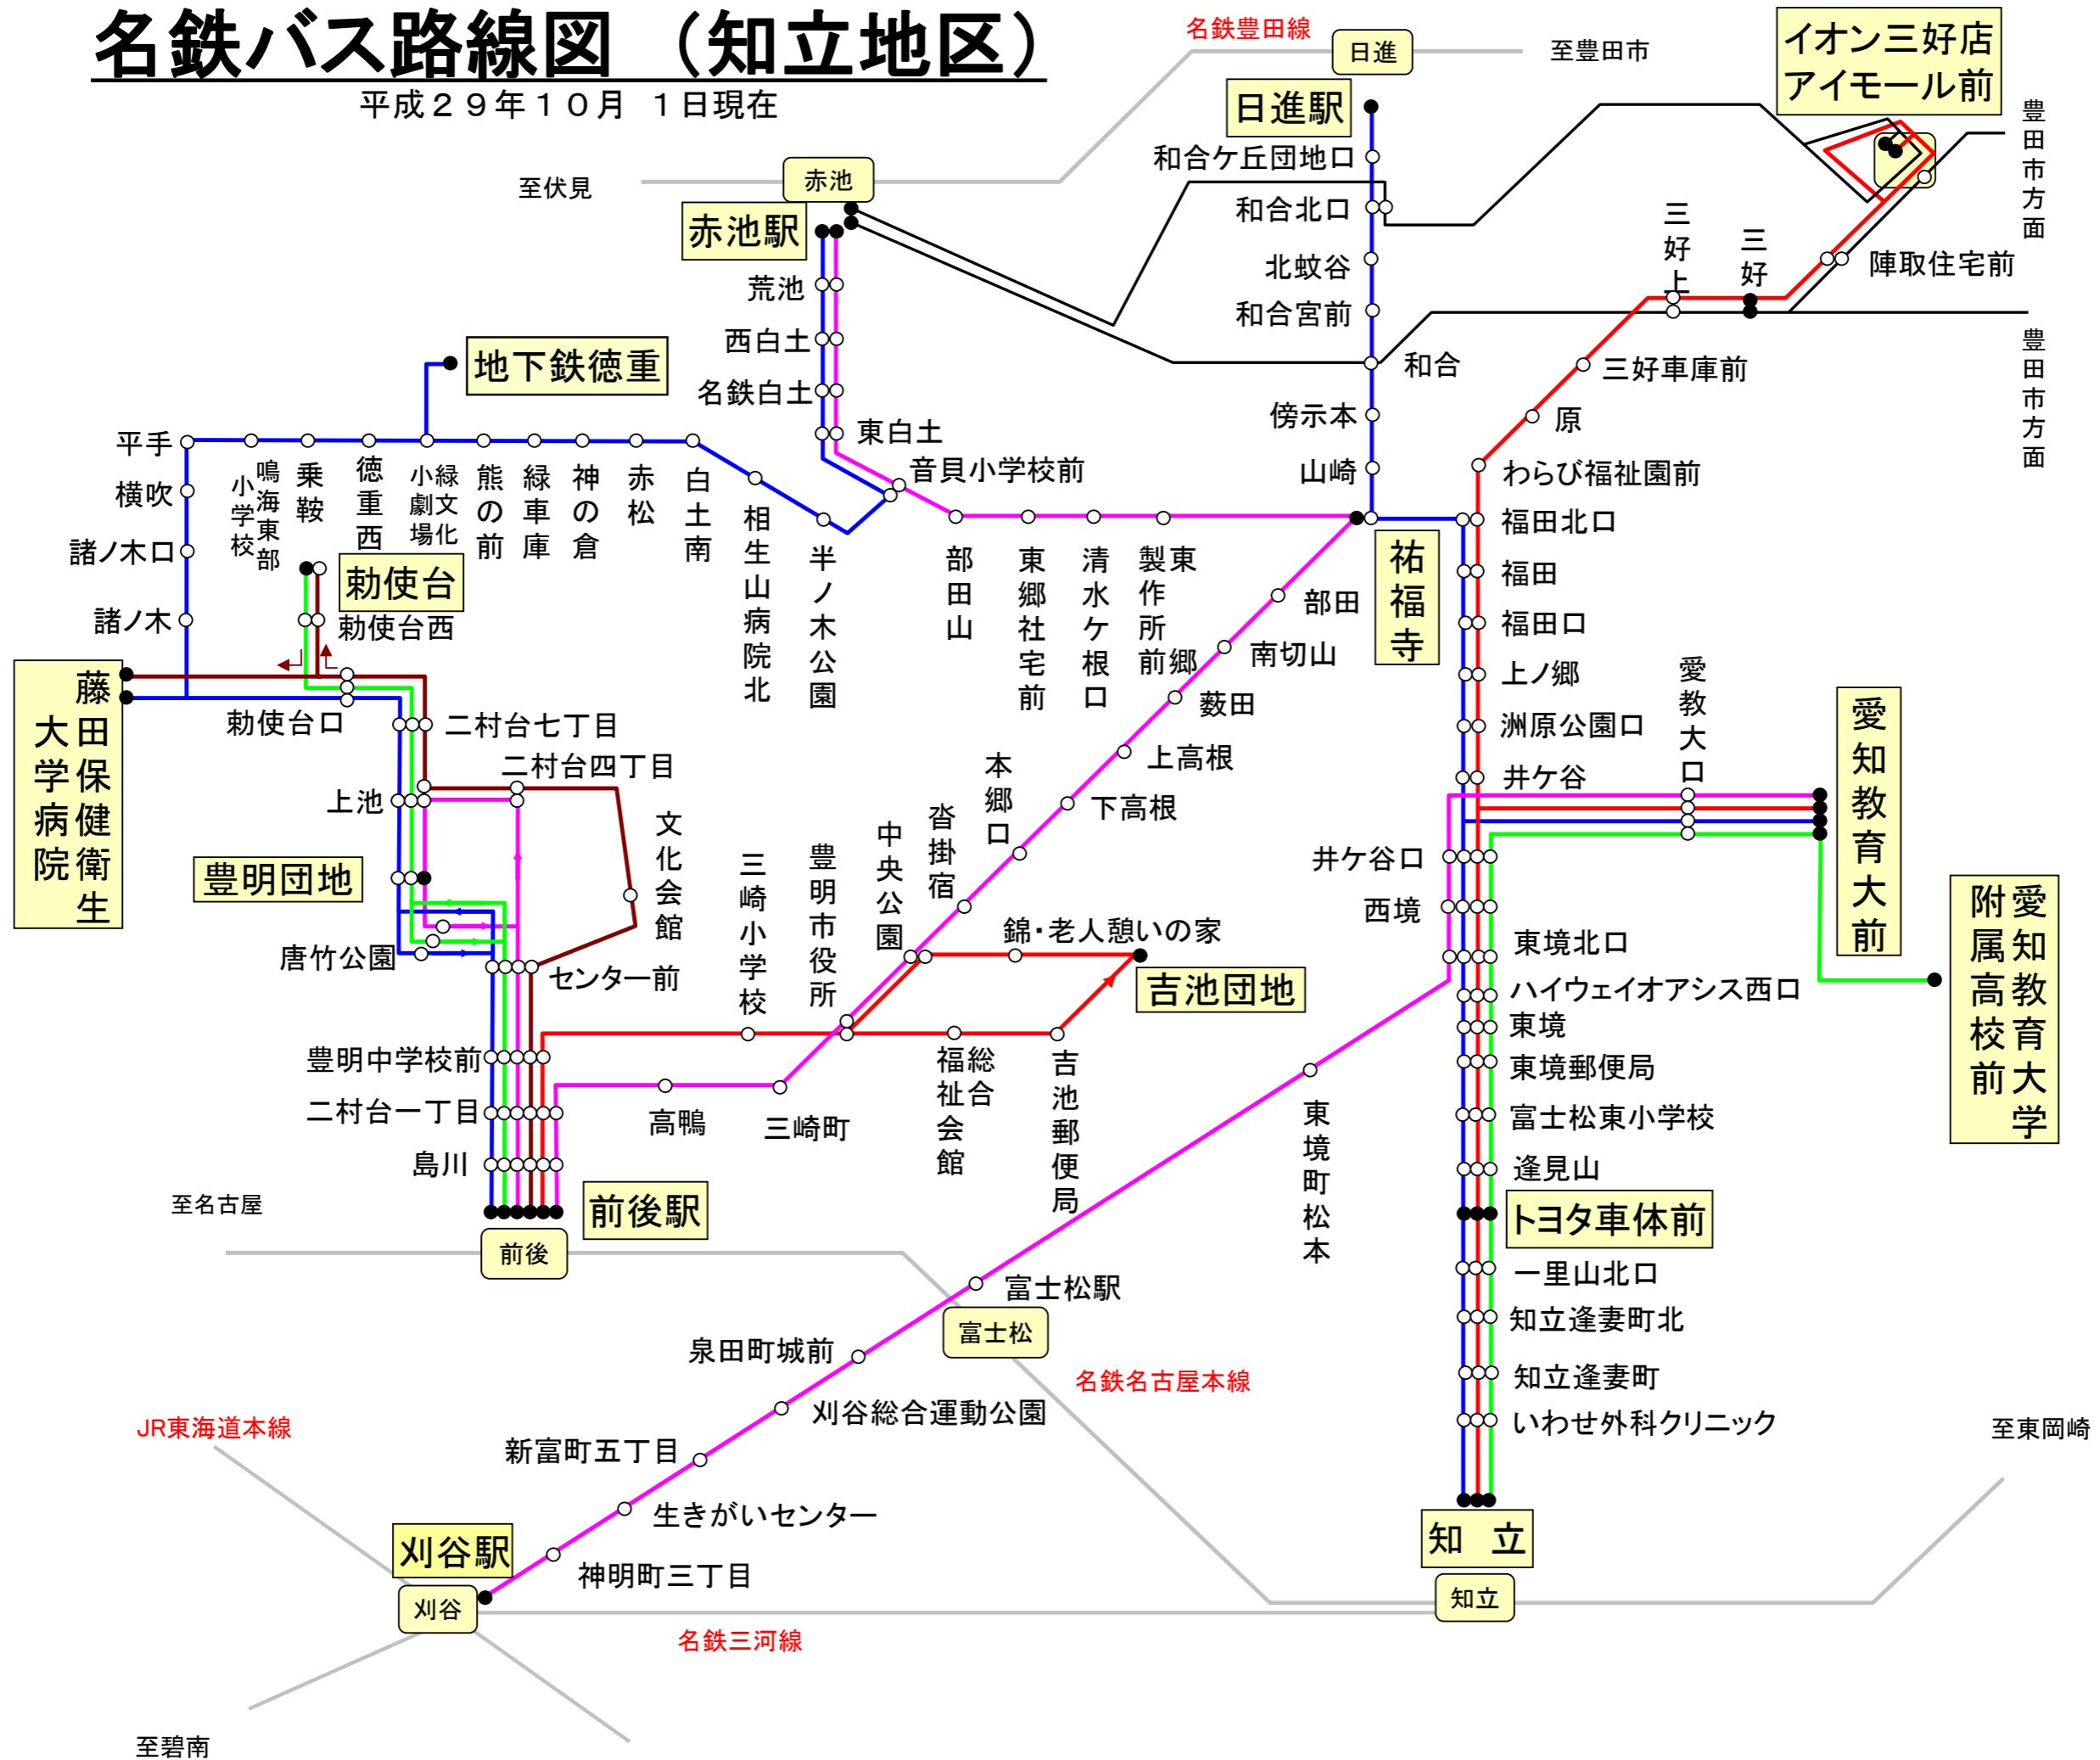 名鉄バス路線図 （知立地区）
平成２９年１０月 １日現在
名鉄豊田線
日進
至豊田市
イオン三好店
アイモール前
日進駅
豊田市方面
和合ケ丘団地口
至伏見
赤池
赤池駅
和合北口
三好上
三好
陣取住宅前
荒池
北蚊谷
和合宮前
西白土
地下鉄徳重
和合
三好車庫前
豊田市方面
名鉄白土
傍示本
原
平手
東白土
音貝小学校前
山崎
わらび福祉園前
横吹
鳴海東部
小学校
乗鞍
徳重西
緑文化
小劇場
熊の前
緑車庫
神の倉
赤松
白土南
相生山病院北
半ノ木公園
部田山
東郷社宅前
清水ケ根口
東郷
製作所前
祐福寺
福田北口
諸ノ木口
勅使台
福田
諸ノ木
勅使台西
部田
福田口
南切山
上ノ郷
愛教大口
藤田保健衛生
大学病院
勅使台口
二村台七丁目
薮田
洲原公園口
愛知教育大前
二村台四丁目
上高根
井ケ谷
上池
本郷口
下高根
文化会館
沓掛宿
中央公園
豊明市役所
三崎小学校
井ケ谷口
豊明団地
西境
愛知教育大学
附属高校前
唐竹公園
センター前
錦・老人憩いの家
東境北口
吉池団地
ハイウェイオアシス西口
東境
豊明中学校前
総合
福祉会館
吉池郵便局
東境郵便局
二村台一丁目
高鴨
三崎町
東境町松本
富士松東小学校
島川
逢見山
至名古屋
前後駅
トヨタ車体前
前後
一里山北口
富士松駅
富士松
知立逢妻町北
泉田町城前
名鉄名古屋本線
知立逢妻町
刈谷総合運動公園
いわせ外科クリニック
JR東海道本線
至東岡崎
新富町五丁目
生きがいセンター
刈谷駅
知 立
神明町三丁目
刈谷
知立
名鉄三河線
至碧南